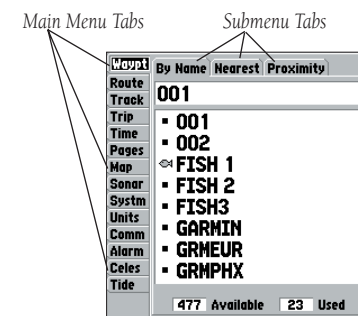 Main Menu Tabs
Submenu Tabs
Waypt
Route
Track
Trip
Time
Pages
Map
Sonar
Systm
Units
Comm
Alarm
Celes
Tide
By Name Nearest Proximity
001
001
002
FISH 1
FISH 2
FISH3
GARMIN
GRMEUR
GRMPHX
477 Available 23 Used